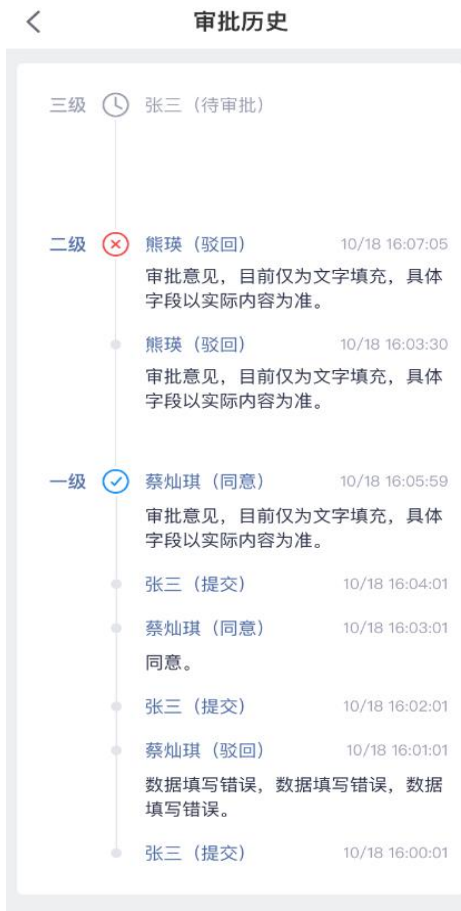 审批历史
三级 张三（待审批）
二级 熊瑛（驳回） 10/18 16:07:05
审批意见，目前仅为文字填充，具体
字段以实际内容为准。
熊瑛（驳回） 10/18 16:03:30
审批意见，目前仅为文字填充，具体
字段以实际内容为准。
一级 蔡灿琪（同意） 10/18 16:05:59
审批意见，目前仅为文字填充，具体
字段以实际内容为准。
张三（提交） 10/18 16:04:01
蔡灿琪（同意） 10/18 16:03:01
同意。
张三（提交） 10/18 16:02:01
蔡灿琪（驳回） 10/18 16:01:01
数据填写错误，数据填写错误，数据
填写错误。
张三（提交） 10/18 16:00:01